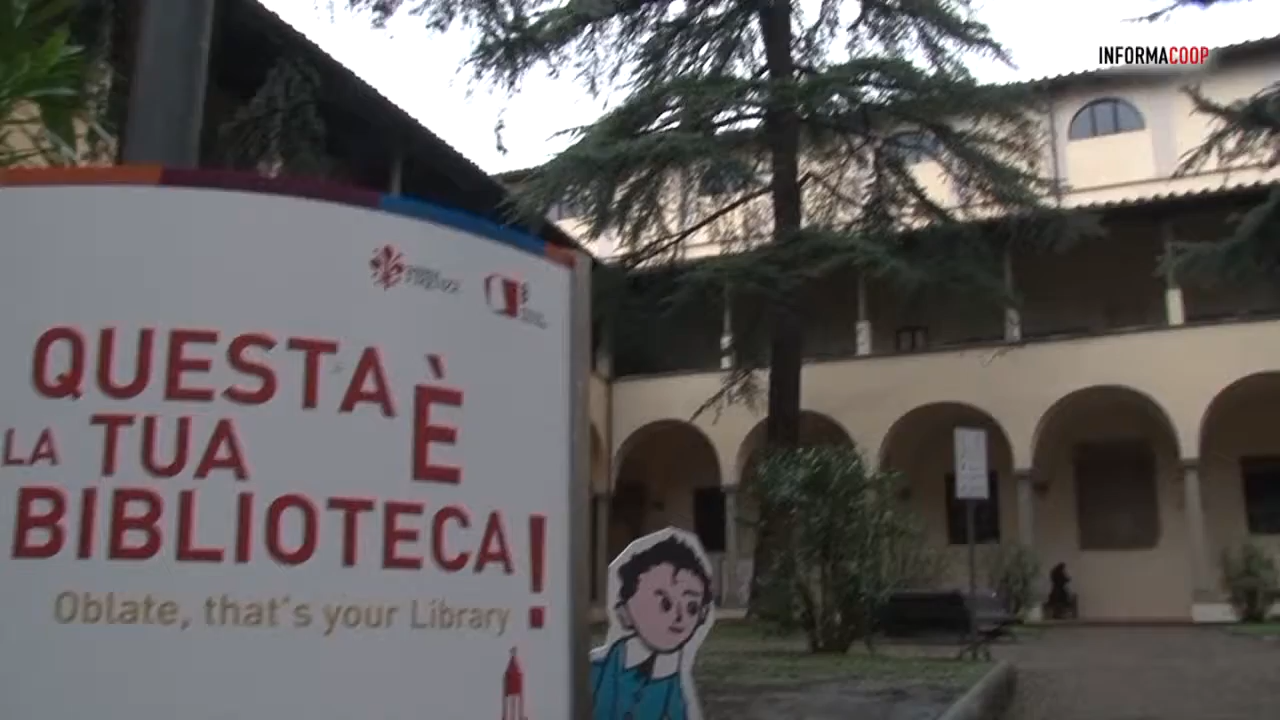 INFORMACOOP
QUESTA È
LA TUA
BIBLIOTECA!
Oblate, that's your Library